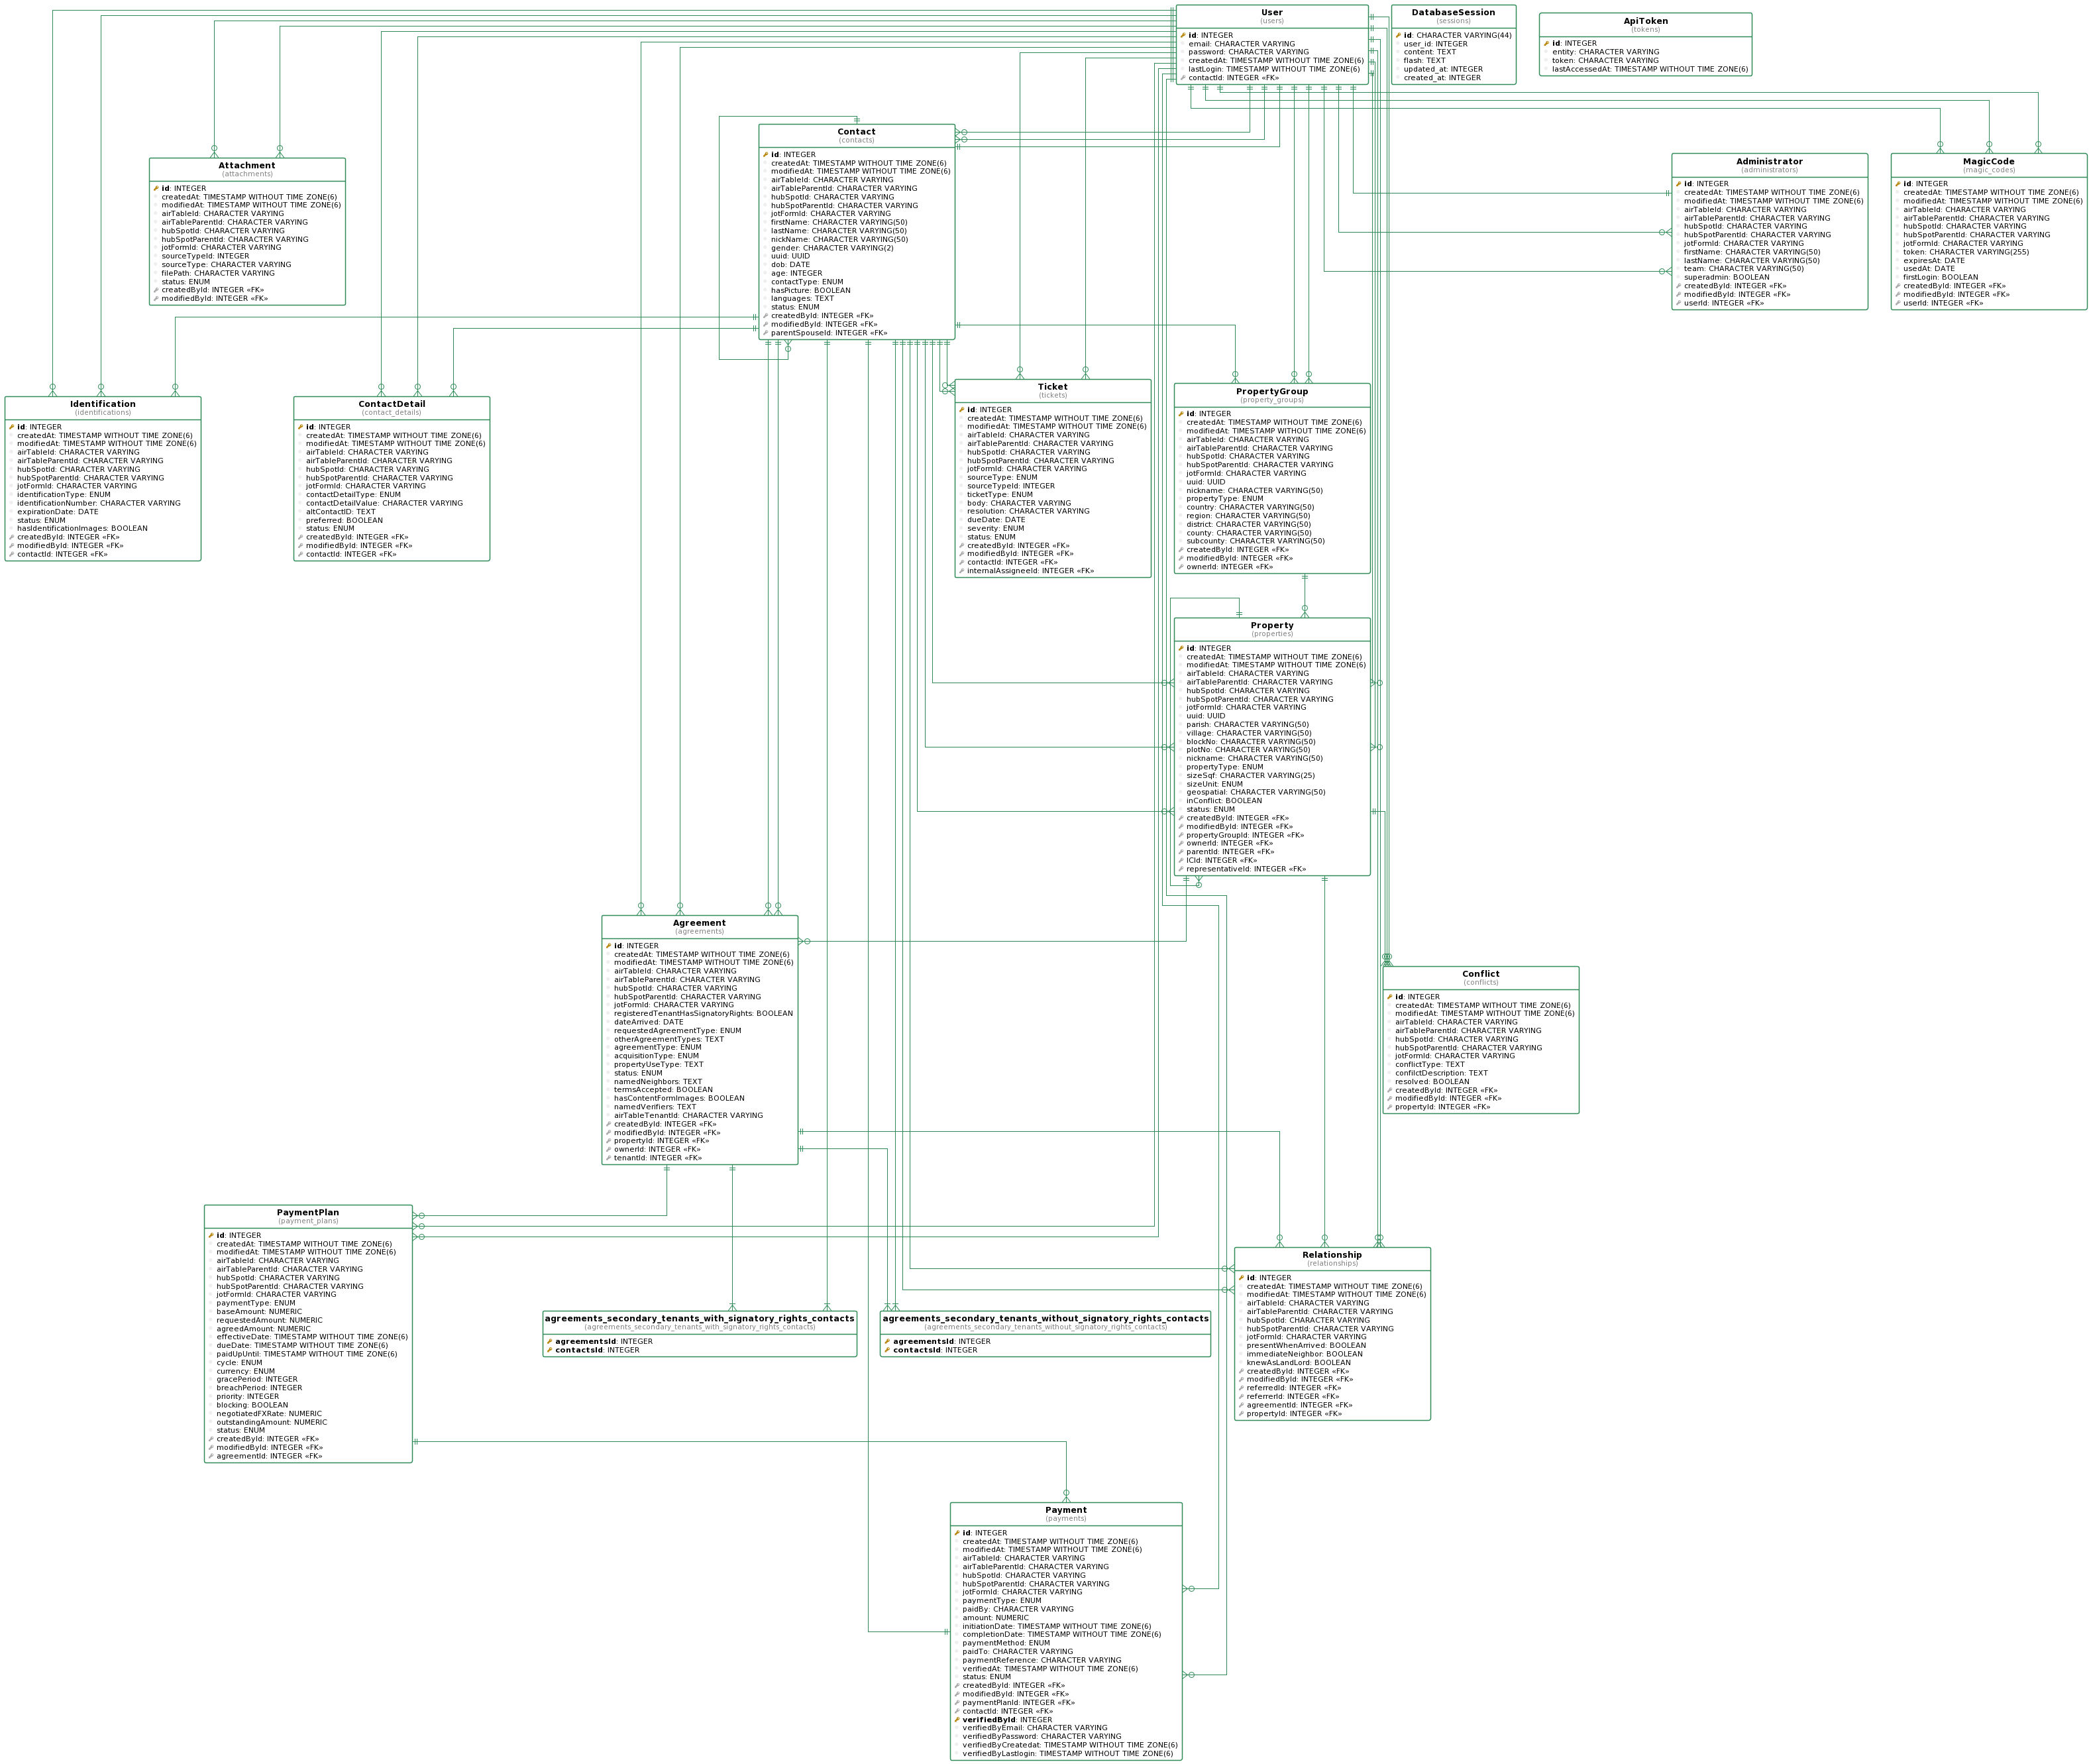 User
(users)
id: INTEGER
email: CHARACTER VARYING
password: CHARACTER VARYING
createdAt: TIMESTAMP WITHOUT TIME ZONE(6)
lastLogin: TIMESTAMP WITHOUT TIME ZONE(6)
contactId: INTEGER «FK»
DatabaseSession
(sessions)
id: CHARACTER VARYING(44)
user_id: INTEGER
content: TEXT
flash: TEXT
updated_at: INTEGER
created_at: INTEGER
ApiToken
(tokens)
id: INTEGER
entity: CHARACTER VARYING
token: CHARACTER VARYING
lastAccessedAt: TIMESTAMP WITHOUT TIME ZONE(6)
Contact
(contacts)
id: INTEGER
createdAt: TIMESTAMP WITHOUT TIME ZONE(6)
modifiedAt: TIMESTAMP WITHOUT TIME ZONE(6)
airTableId: CHARACTER VARYING
airTableParentId: CHARACTER VARYING
hubSpotId: CHARACTER VARYING
hubSpotParentId: CHARACTER VARYING
jotFormId: CHARACTER VARYING
firstName: CHARACTER VARYING(50)
lastName: CHARACTER VARYING(50)
nickName: CHARACTER VARYING(50)
gender: CHARACTER VARYING(2)
uuid: UUID
dob: DATE
age: INTEGER
contactType: ENUM
hasPicture: BOOLEAN
languages: TEXT
status: ENUM
createdById: INTEGER «FK»
modifiedById: INTEGER «FK»
parentSpouseId: INTEGER «FK»
Attachment
(attachments)
id: INTEGER
createdAt: TIMESTAMP WITHOUT TIME ZONE(6)
modifiedAt: TIMESTAMP WITHOUT TIME ZONE(6)
airTableId: CHARACTER VARYING
airTableParentId: CHARACTER VARYING
hubSpotId: CHARACTER VARYING
hubSpotParentId: CHARACTER VARYING
jotFormId: CHARACTER VARYING
sourceTypeId: INTEGER
sourceType: CHARACTER VARYING
filePath: CHARACTER VARYING
status: ENUM
createdById: INTEGER «FK»
modifiedById: INTEGER «FK»
Administrator
(administrators)
id: INTEGER
createdAt: TIMESTAMP WITHOUT TIME ZONE(6)
modifiedAt: TIMESTAMP WITHOUT TIME ZONE(6)
airTableId: CHARACTER VARYING
airTableParentId: CHARACTER VARYING
hubSpotId: CHARACTER VARYING
hubSpotParentId: CHARACTER VARYING
jotFormId: CHARACTER VARYING
firstName: CHARACTER VARYING(50)
lastName: CHARACTER VARYING(50)
team: CHARACTER VARYING(50)
superadmin: BOOLEAN
createdById: INTEGER «FK»
modifiedById: INTEGER «FK»
userId: INTEGER «FK»
MagicCode
(magic_codes)
id: INTEGER
createdAt: TIMESTAMP WITHOUT TIME ZONE(6)
modifiedAt: TIMESTAMP WITHOUT TIME ZONE(6)
airTableId: CHARACTER VARYING
airTableParentId: CHARACTER VARYING
hubSpotId: CHARACTER VARYING
hubSpotParentId: CHARACTER VARYING
jotFormId: CHARACTER VARYING
token: CHARACTER VARYING(255)
expiresAt: DATE
usedAt: DATE
firstLogin: BOOLEAN
createdById: INTEGER «FK»
modifiedById: INTEGER «FK»
userId: INTEGER «FK»
Identification
(identifications)
id: INTEGER
createdAt: TIMESTAMP WITHOUT TIME ZONE(6)
modifiedAt: TIMESTAMP WITHOUT TIME ZONE(6)
airTableId: CHARACTER VARYING
airTableParentId: CHARACTER VARYING
hubSpotId: CHARACTER VARYING
hubSpotParentId: CHARACTER VARYING
jotFormId: CHARACTER VARYING
identificationType: ENUM
identificationNumber: CHARACTER VARYING
expirationDate: DATE
status: ENUM
hasIdentificationImages: BOOLEAN
createdById: INTEGER «FK»
modifiedById: INTEGER «FK»
contactId: INTEGER «FK»
ContactDetail
(contact_details)
id: INTEGER
createdAt: TIMESTAMP WITHOUT TIME ZONE(6)
modifiedAt: TIMESTAMP WITHOUT TIME ZONE(6)
airTableId: CHARACTER VARYING
airTableParentId: CHARACTER VARYING
hubSpotId: CHARACTER VARYING
hubSpotParentId: CHARACTER VARYING
jotFormId: CHARACTER VARYING
contactDetailType: ENUM
contactDetailValue: CHARACTER VARYING
altContactID: TEXT
preferred: BOOLEAN
status: ENUM
createdById: INTEGER «FK»
modifiedById: INTEGER «FK»
contactId: INTEGER «FK»
Ticket
(tickets)
id: INTEGER
createdAt: TIMESTAMP WITHOUT TIME ZONE(6)
modifiedAt: TIMESTAMP WITHOUT TIME ZONE(6)
airTableId: CHARACTER VARYING
airTableParentId: CHARACTER VARYING
hubSpotId: CHARACTER VARYING
hubSpotParentId: CHARACTER VARYING
jotFormId: CHARACTER VARYING
sourceType: ENUM
sourceTypeId: INTEGER
ticketType: ENUM
body: CHARACTER VARYING
resolution: CHARACTER VARYING
dueDate: DATE
severity: ENUM
status: ENUM
createdById: INTEGER «FK»
modifiedById: INTEGER «FK»
contactId: INTEGER «FK»
internalAssigneeId: INTEGER «FK»
PropertyGroup
(property_groups)
id: INTEGER
createdAt: TIMESTAMP WITHOUT TIME ZONE(6)
modifiedAt: TIMESTAMP WITHOUT TIME ZONE(6)
airTableId: CHARACTER VARYING
airTableParentId: CHARACTER VARYING
hubSpotId: CHARACTER VARYING
hubSpotParentId: CHARACTER VARYING
jotFormId: CHARACTER VARYING
uuid: UUID
nickname: CHARACTER VARYING(50)
propertyType: ENUM
country: CHARACTER VARYING(50)
region: CHARACTER VARYING(50)
district: CHARACTER VARYING(50)
county: CHARACTER VARYING(50)
subcounty: CHARACTER VARYING(50)
createdById: INTEGER «FK»
modifiedById: INTEGER «FK»
ownerId: INTEGER «FK»
Property
(properties)
id: INTEGER
createdAt: TIMESTAMP WITHOUT TIME ZONE(6)
modifiedAt: TIMESTAMP WITHOUT TIME ZONE(6)
airTableId: CHARACTER VARYING
airTableParentId: CHARACTER VARYING
hubSpotId: CHARACTER VARYING
hubSpotParentId: CHARACTER VARYING
jotFormId: CHARACTER VARYING
uuid: UUID
parish: CHARACTER VARYING(50)
village: CHARACTER VARYING(50)
blockNo: CHARACTER VARYING(50)
plotNo: CHARACTER VARYING(50)
nickname: CHARACTER VARYING(50)
propertyType: ENUM
sizeSqf: CHARACTER VARYING(25)
sizeUnit: ENUM
geospatial: CHARACTER VARYING(50)
inConflict: BOOLEAN
status: ENUM
createdById: INTEGER «FK»
modifiedById: INTEGER «FK»
propertyGroupId: INTEGER «FK»
ownerId: INTEGER «FK»
parentId: INTEGER «FK»
lCId: INTEGER «FK»
representativeId: INTEGER «FK»
Agreement
(agreements)
id: INTEGER
createdAt: TIMESTAMP WITHOUT TIME ZONE(6)
modifiedAt: TIMESTAMP WITHOUT TIME ZONE(6)
airTableId: CHARACTER VARYING
airTableParentId: CHARACTER VARYING
hubSpotId: CHARACTER VARYING
hubSpotParentId: CHARACTER VARYING
jotFormId: CHARACTER VARYING
registeredTenantHasSignatoryRights: BOOLEAN
dateArrived: DATE
requestedAgreementType: ENUM
otherAgreementTypes: TEXT
agreementType: ENUM
acquisitionType: ENUM
propertyUseType: TEXT
status: ENUM
namedNeighbors: TEXT
termsAccepted: BOOLEAN
hasContentFormImages: BOOLEAN
namedVerifiers: TEXT
airTableTenantId: CHARACTER VARYING
createdById: INTEGER «FK»
modifiedById: INTEGER «FK»
propertyId: INTEGER «FK»
ownerId: INTEGER «FK»
tenantId: INTEGER «FK»
Conflict
(conflicts)
id: INTEGER
createdAt: TIMESTAMP WITHOUT TIME ZONE(6)
modifiedAt: TIMESTAMP WITHOUT TIME ZONE(6)
airTableId: CHARACTER VARYING
airTableParentId: CHARACTER VARYING
hubSpotId: CHARACTER VARYING
hubSpotParentId: CHARACTER VARYING
jotFormId: CHARACTER VARYING
conflictType: TEXT
confilctDescription: TEXT
resolved: BOOLEAN
createdById: INTEGER «FK»
modifiedById: INTEGER «FK»
propertyId: INTEGER «FK»
PaymentPlan
(payment_plans)
id: INTEGER
createdAt: TIMESTAMP WITHOUT TIME ZONE(6)
modifiedAt: TIMESTAMP WITHOUT TIME ZONE(6)
airTableId: CHARACTER VARYING
airTableParentId: CHARACTER VARYING
hubSpotId: CHARACTER VARYING
hubSpotParentId: CHARACTER VARYING
jotFormId: CHARACTER VARYING
paymentType: ENUM
baseAmount: NUMERIC
requestedAmount: NUMERIC
agreedAmount: NUMERIC
effectiveDate: TIMESTAMP WITHOUT TIME ZONE(6)
dueDate: TIMESTAMP WITHOUT TIME ZONE(6)
paidUpUntil: TIMESTAMP WITHOUT TIME ZONE(6)
cycle: ENUM
currency: ENUM
gracePeriod: INTEGER
breachPeriod: INTEGER
priority: INTEGER
blocking: BOOLEAN
negotiatedFXRate: NUMERIC
outstandingAmount: NUMERIC
status: ENUM
createdById: INTEGER «FK»
modifiedById: INTEGER «FK»
agreementId: INTEGER «FK»
agreements_secondary_tenants_with_signatory_rights_contacts
(agreements_secondary_tenants_with_signatory_rights_contacts)
agreementsId: INTEGER
contactsId: INTEGER
agreements_secondary_tenants_without_signatory_rights_contacts
(agreements_secondary_tenants_without_signatory_rights_contacts)
agreementsId: INTEGER
contactsId: INTEGER
Relationship
(relationships)
id: INTEGER
createdAt: TIMESTAMP WITHOUT TIME ZONE(6)
modifiedAt: TIMESTAMP WITHOUT TIME ZONE(6)
airTableId: CHARACTER VARYING
airTableParentId: CHARACTER VARYING
hubSpotId: CHARACTER VARYING
hubSpotParentId: CHARACTER VARYING
jotFormId: CHARACTER VARYING
presentWhenArrived: BOOLEAN
immediateNeighbor: BOOLEAN
knewAsLandLord: BOOLEAN
createdById: INTEGER «FK»
modifiedById: INTEGER «FK»
referredId: INTEGER «FK»
referrerId: INTEGER «FK»
agreementId: INTEGER «FK»
propertyId: INTEGER «FK»
Payment
(payments)
id: INTEGER
createdAt: TIMESTAMP WITHOUT TIME ZONE(6)
modifiedAt: TIMESTAMP WITHOUT TIME ZONE(6)
airTableId: CHARACTER VARYING
airTableParentId: CHARACTER VARYING
hubSpotId: CHARACTER VARYING
hubSpotParentId: CHARACTER VARYING
jotFormId: CHARACTER VARYING
paymentType: ENUM
paidBy: CHARACTER VARYING
amount: NUMERIC
initiationDate: TIMESTAMP WITHOUT TIME ZONE(6)
completionDate: TIMESTAMP WITHOUT TIME ZONE(6)
paymentMethod: ENUM
paidTo: CHARACTER VARYING
paymentReference: CHARACTER VARYING
verifiedAt: TIMESTAMP WITHOUT TIME ZONE(6)
status: ENUM
createdById: INTEGER «FK»
modifiedById: INTEGER «FK»
paymentPlanId: INTEGER «FK»
contactId: INTEGER «FK»
verifiedById: INTEGER
verifiedByEmail: CHARACTER VARYING
verifiedByPassword: CHARACTER VARYING
verifiedByCreatedat: TIMESTAMP WITHOUT TIME ZONE(6)
verifiedByLastlogin: TIMESTAMP WITHOUT TIME ZONE(6)